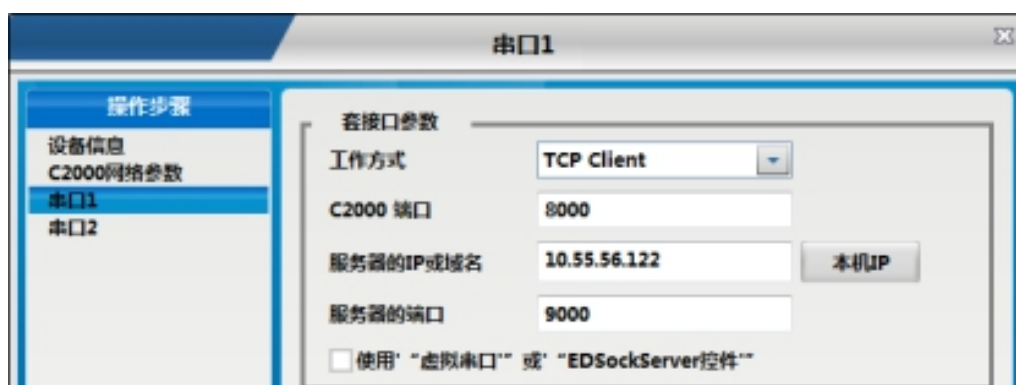 串口1
操作步骤
设备信息
C2000网络参数
串口1
串口2
套接口参数
工作方式 TCP Client
C2000 端口 8000
服务器的IP或域名 10.55.56.122 本机IP
服务器的端口 9000
使用' "虚拟串口'" 或' "EDSockServer控件'"